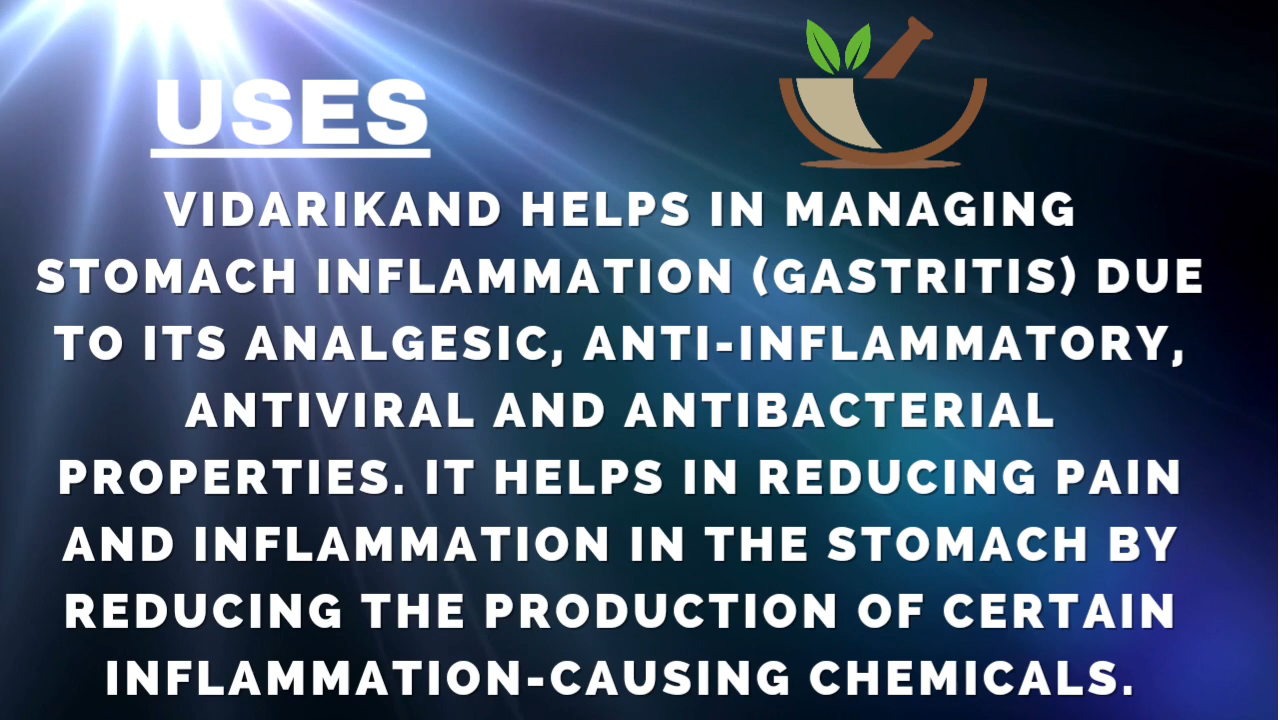 USES
VIDARIKAND HELPS IN MANAGING
STOMACH INFLAMMATION (GASTRITIS) DUE
TO ITS ANALGESIC, ANTI-INFLAMMATORY,
ANTIVIRAL AND ANTIBACTERIAL
PROPERTIES. IT HELPS IN REDUCING PAIN
AND INFLAMMATION IN THE STOMACH BY
REDUCING THE PRODUCTION OF CERTAIN
INFLAMMATION-CAUSING CHEMICALS.